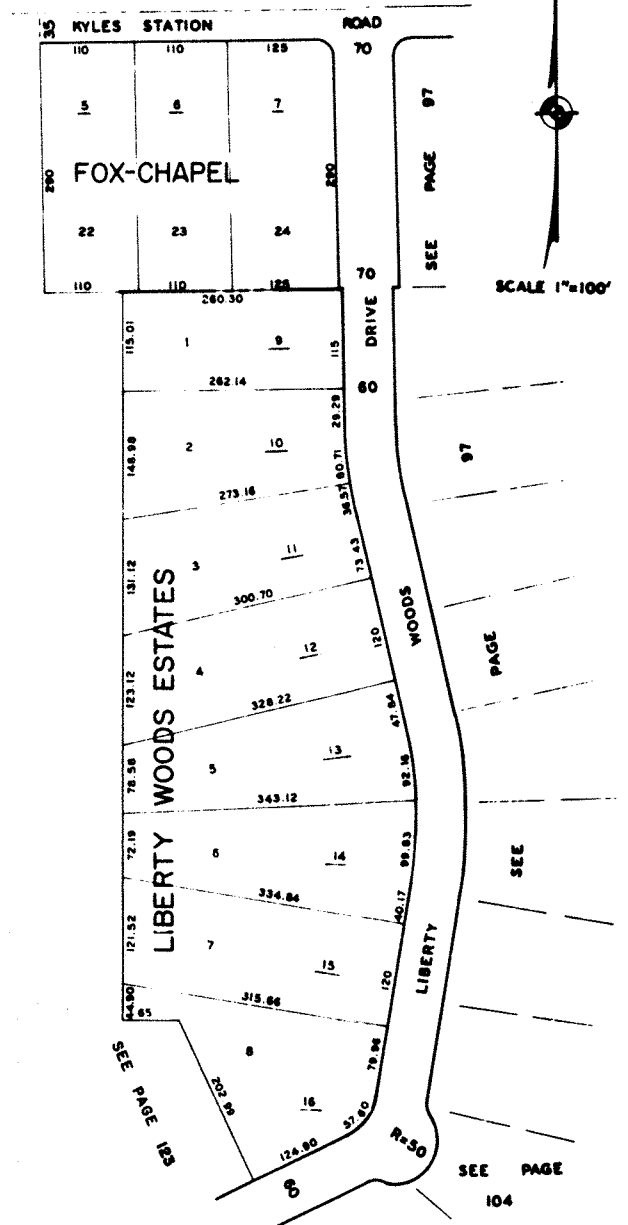 35 KYLES STATION ROAD
110 110 125 70
5 6 7
97
SEE PAGE
290 FOX-CHAPEL 290
22 23 24
110 110 125 70
SCALE 1"=100'
260.30
115.01 1 9 115 DRIVE
262.14 60
29.29
148.98 2 10 97
60.71
273.16 36.57
131.12 3 11 73.43
300.70
LIBERTY WOODS ESTATES
WOODS
123.12 4 12 120 PAGE
328.22 47.84
78.58 5 13 92.16
343.12
72.19 6 14 99.83 SEE
334.84 40.17
121.52 7 15 120 LIBERTY
315.66
44.90 65
8 79.96
SEE PAGE 123
202.99 16 57.60
124.90 R=50
60
SEE PAGE
104